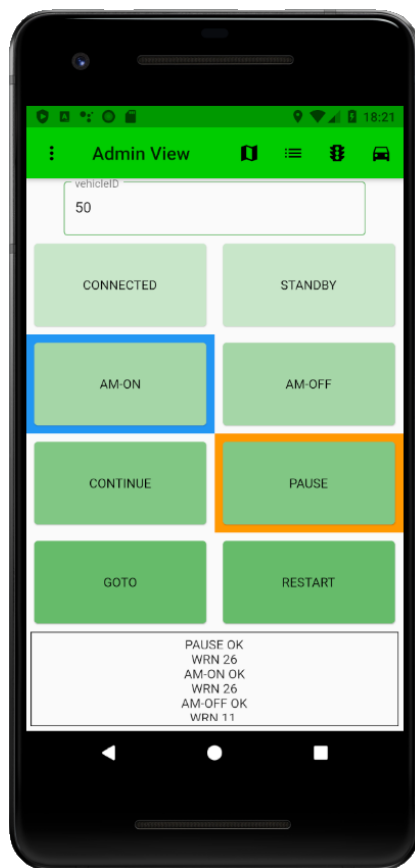 18:21
Admin View
vehicleID
50
CONNECTED
STANDBY
AM-ON
AM-OFF
CONTINUE
PAUSE
GOTO
RESTART
PAUSE OK
WRN 26
AM-ON OK
WRN 26
AM-OFF OK
WRN 11